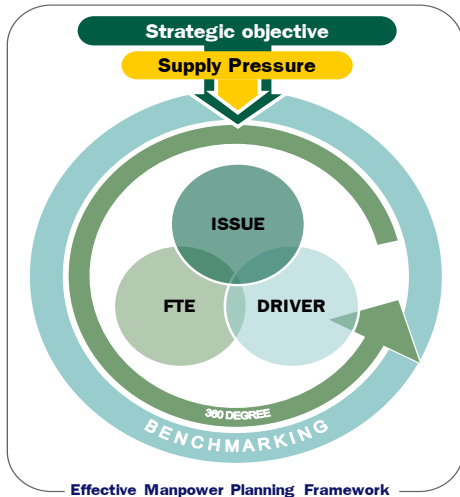 Strategic objective
Supply Pressure
ISSUE
FTE
DRIVER
360 DEGREE
BENCHMARKING
Effective Manpower Planning Framework